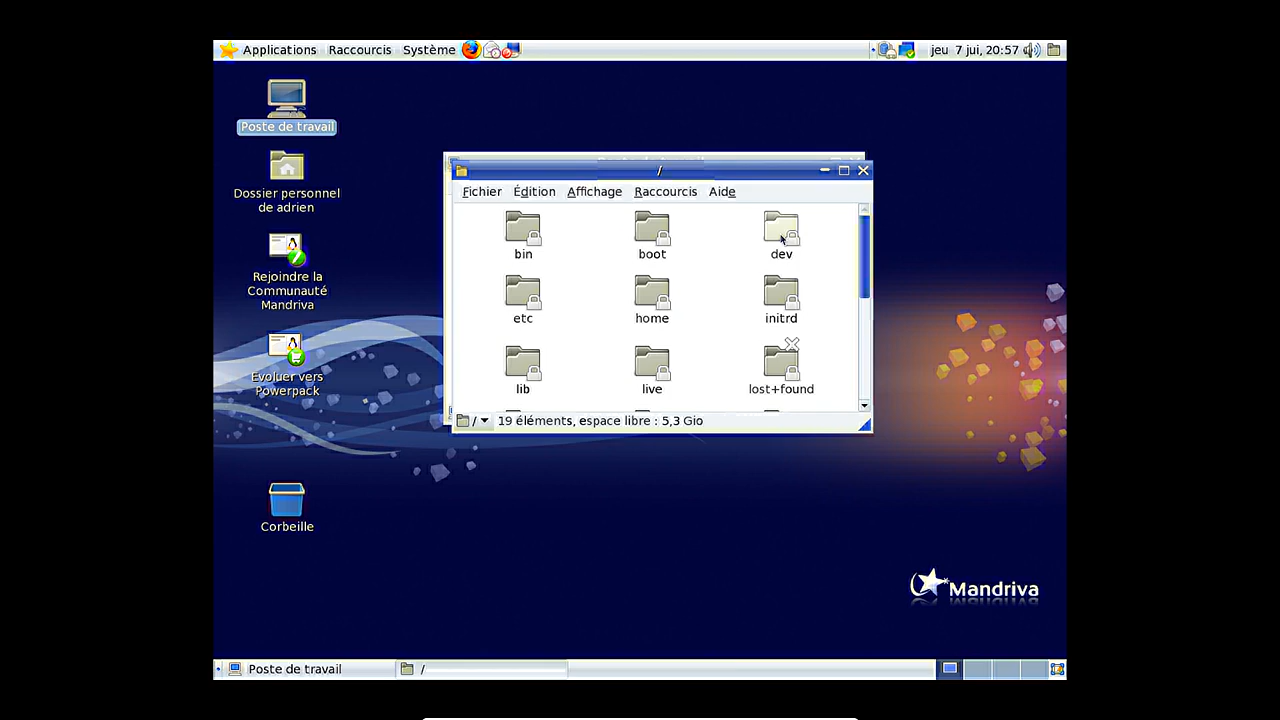 Applications Raccourcis Système jeu 7 jui, 20:57
Poste de travail
Dossier personnel
de adrien
Rejoindre la
Communauté
Mandriva
Evoluer vers
Powerpack
Corbeille
/
Fichier Édition Affichage Raccourcis Aide
bin boot dev
etc home initrd
lib live lost+found
/ 19 éléments, espace libre : 5,3 Gio
Mandriva
Poste de travail /